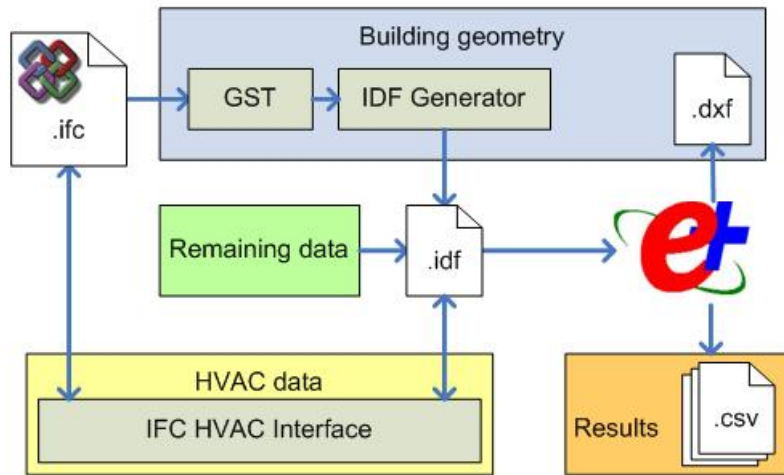 Building geometry
.ifc
GST
IDF Generator
.dxf
Remaining data
.idf
e+
HVAC data
IFC HVAC Interface
Results
.csv